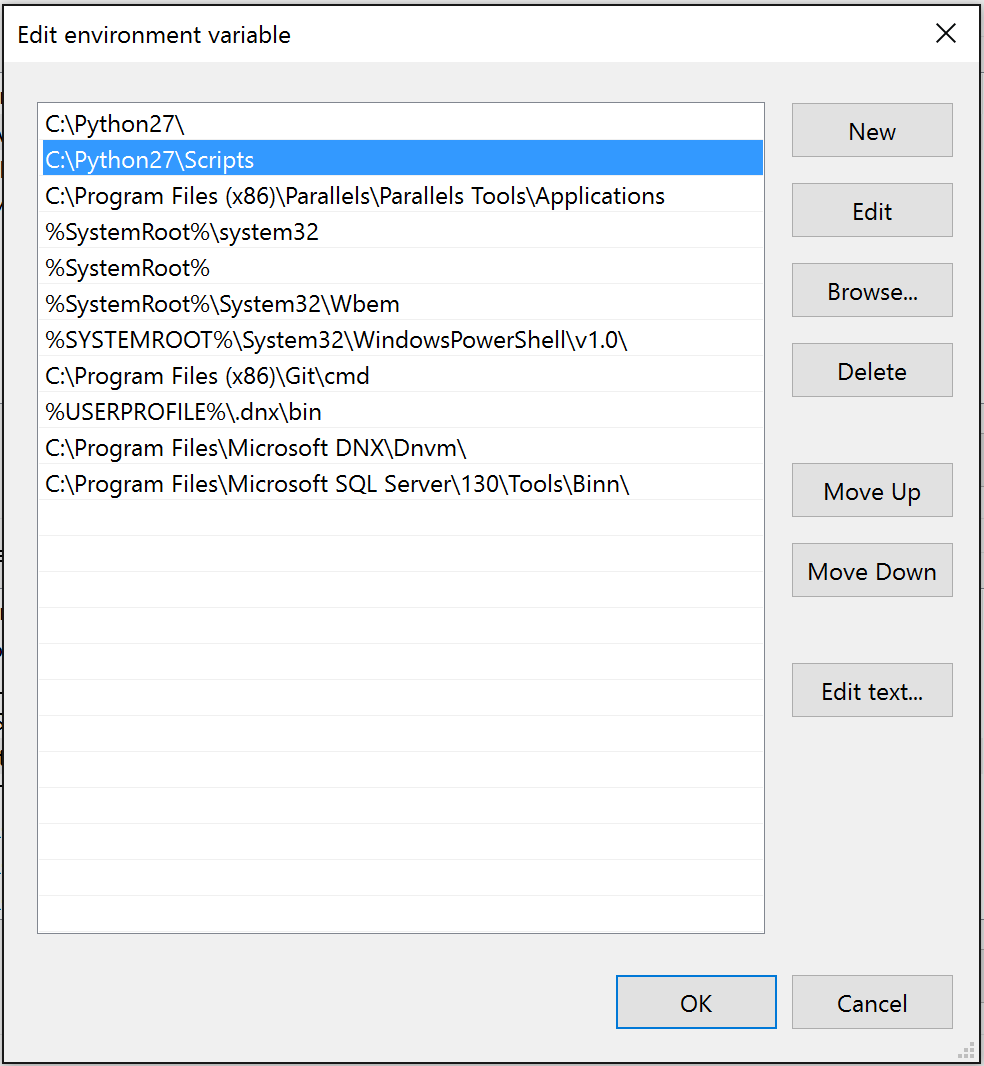 Edit environment variable
C:\Python27\
C:\Python27\Scripts
C:\Program Files (x86)\Parallels\Parallels Tools\Applications
%SystemRoot%\system32
%SystemRoot%
%SystemRoot%\System32\Wbem
%SYSTEMROOT%\System32\WindowsPowerShell\v1.0\
C:\Program Files (x86)\Git\cmd
%USERPROFILE%\.dnx\bin
C:\Program Files\Microsoft DNX\Dnvm\
C:\Program Files\Microsoft SQL Server\130\Tools\Binn\
New
Edit
Browse...
Delete
Move Up
Move Down
Edit text...
OK
Cancel